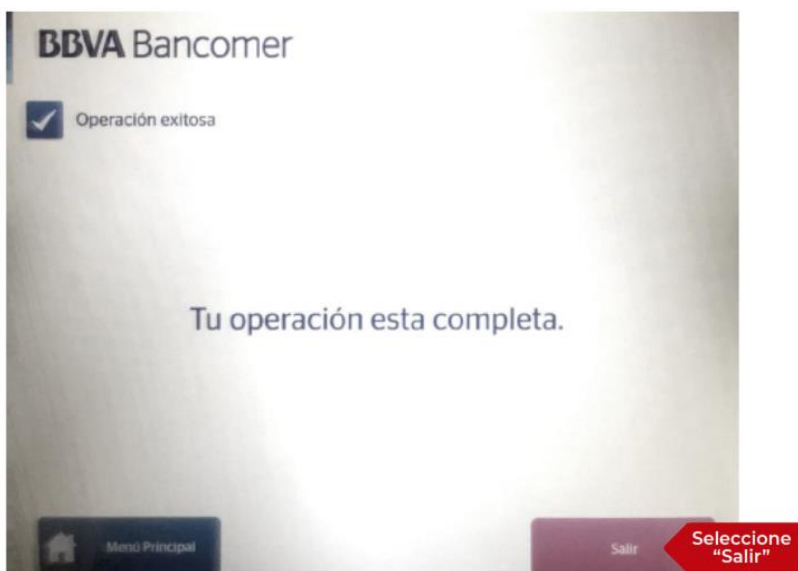 BBVA Bancomer
Operación exitosa
Tu operación esta completa.
Menú Principal
Salir
Seleccione
“Salir”